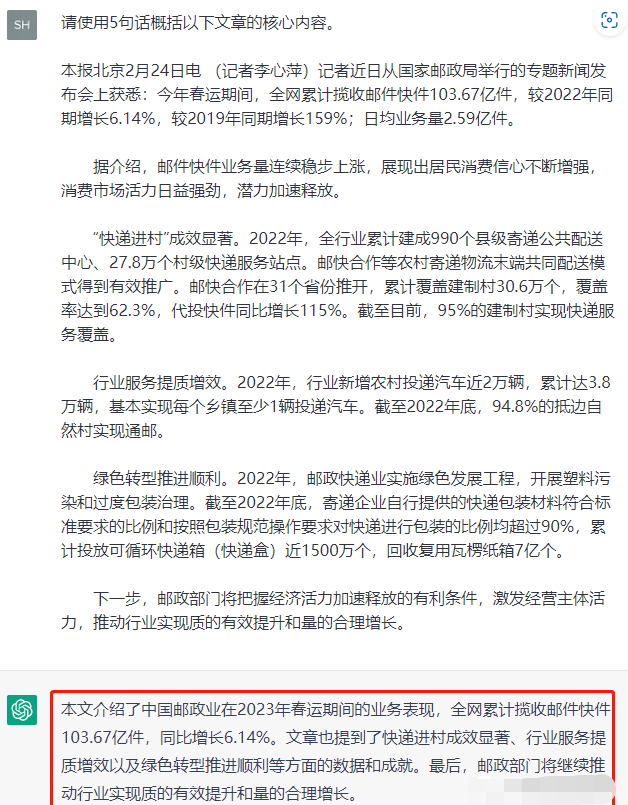 SH
请使用5句话概括以下文章的核心内容。
本报北京2月24日电 （记者李心萍）记者近日从国家邮政局举行的专题新闻发
布会上获悉：今年春运期间，全网累计揽收邮件快件103.67亿件，较2022年同
期增长6.14%，较2019年同期增长159%；日均业务量2.59亿件。
据介绍，邮件快件业务量连续稳步上涨，展现出居民消费信心不断增强，
消费市场活力日益强劲，潜力加速释放。
“快递进村”成效显著。2022年，全行业累计建成990个县级寄递公共配送
中心、27.8万个村级快递服务站点。邮快合作等农村寄递物流末端共同配送模
式得到有效推广。邮快合作在31个省份推开，累计覆盖建制村30.6万个，覆盖
率达到62.3%，代投快件同比增长115%。截至目前，95%的建制村实现快递服
务覆盖。
行业服务提质增效。2022年，行业新增农村投递汽车近2万辆，累计达3.8
万辆，基本实现每个乡镇至少1辆投递汽车。截至2022年底，94.8%的抵边自
然村实现通邮。
绿色转型推进顺利。2022年，邮政快递业实施绿色发展工程，开展塑料污
染和过度包装治理。截至2022年底，寄递企业自行提供的快递包装材料符合标
准要求的比例和按照包装规范操作要求对快递进行包装的比例均超过90%，累
计投放可循环快递箱（快递盒）近1500万个，回收复用瓦楞纸箱7亿个。
下一步，邮政部门将把握经济活力加速释放的有利条件，激发经营主体活
力，推动行业实现质的有效提升和量的合理增长。
本文介绍了中国邮政业在2023年春运期间的业务表现，全网累计揽收邮件快件
103.67亿件，同比增长6.14%。文章也提到了快递进村成效显著、行业服务提
质增效以及绿色转型推进顺利等方面的数据和成就。最后，邮政部门将继续推
动行业实现质的有效提升和量的合理增长。